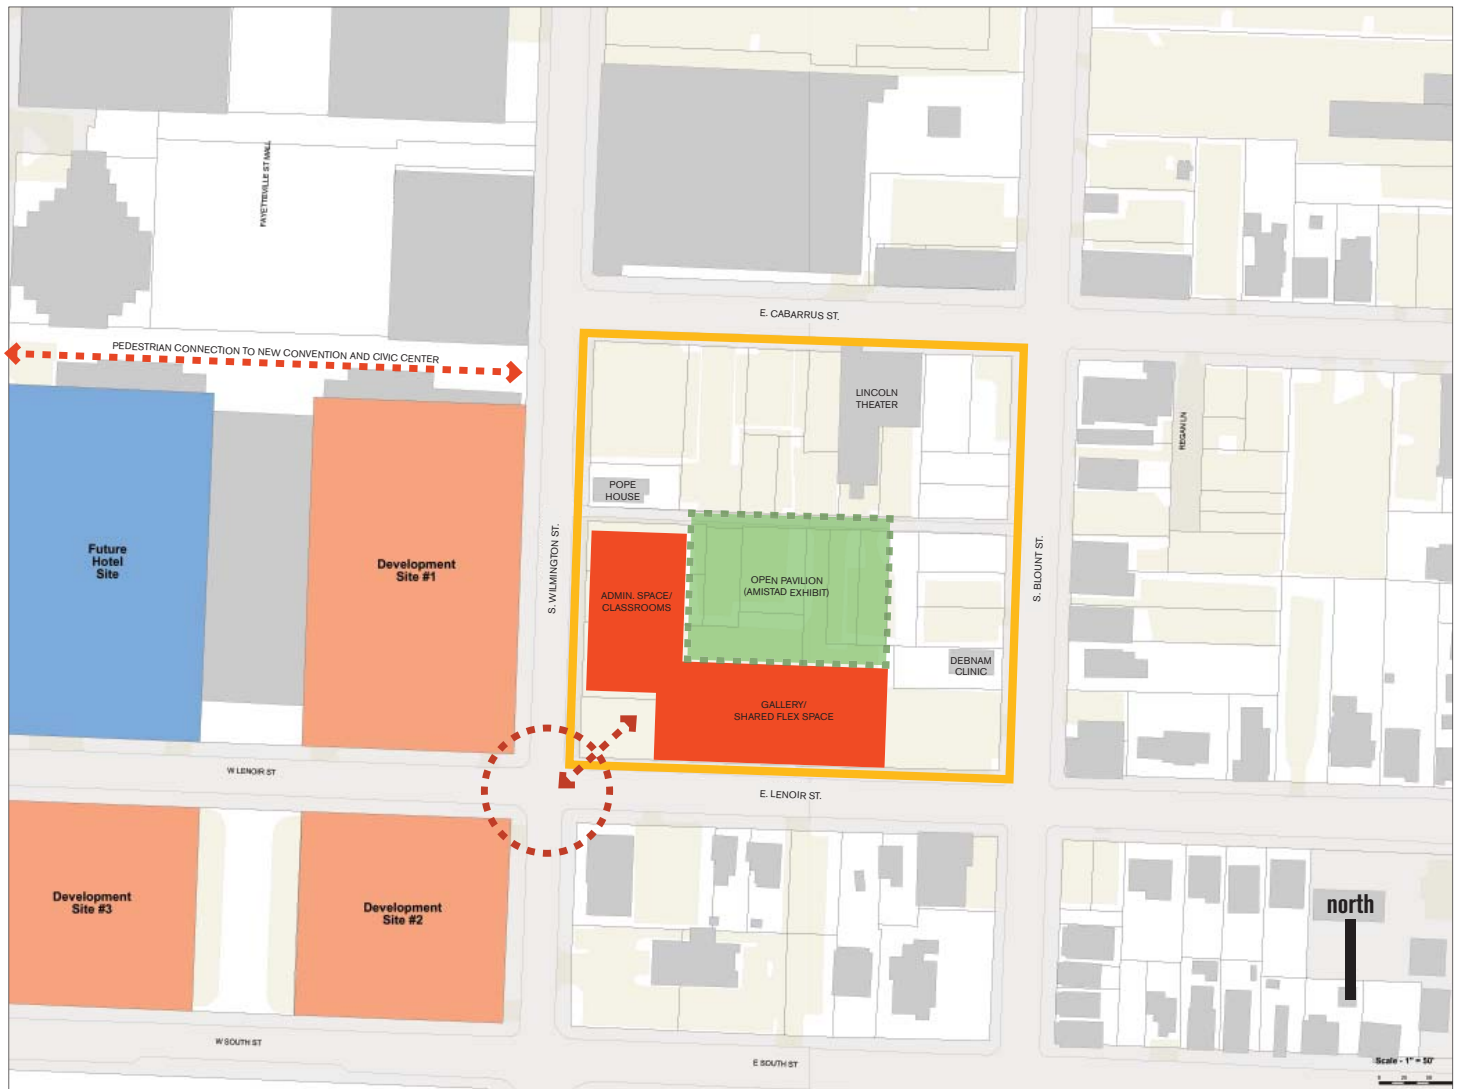 E. CABARRUS ST.
FAYETTEVILLE ST MALL
PEDESTRIAN CONNECTION TO NEW CONVENTION AND CIVIC CENTER
LINCOLN
THEATER
REGAN LN
POPE
HOUSE
S. WILMINGTON ST.
S. BLOUNT ST.
Future
Hotel
Site
Development
Site #1
ADMIN. SPACE/
CLASSROOMS
OPEN PAVILION
(AMISTAD EXHIBIT)
DEBNAM
CLINIC
GALLERY/
SHARED FLEX SPACE
W LENOIR ST
E. LENOIR ST.
Development
Site #3
Development
Site #2
north
W SOUTH ST
E SOUTH ST
Scale - 1" = 50'